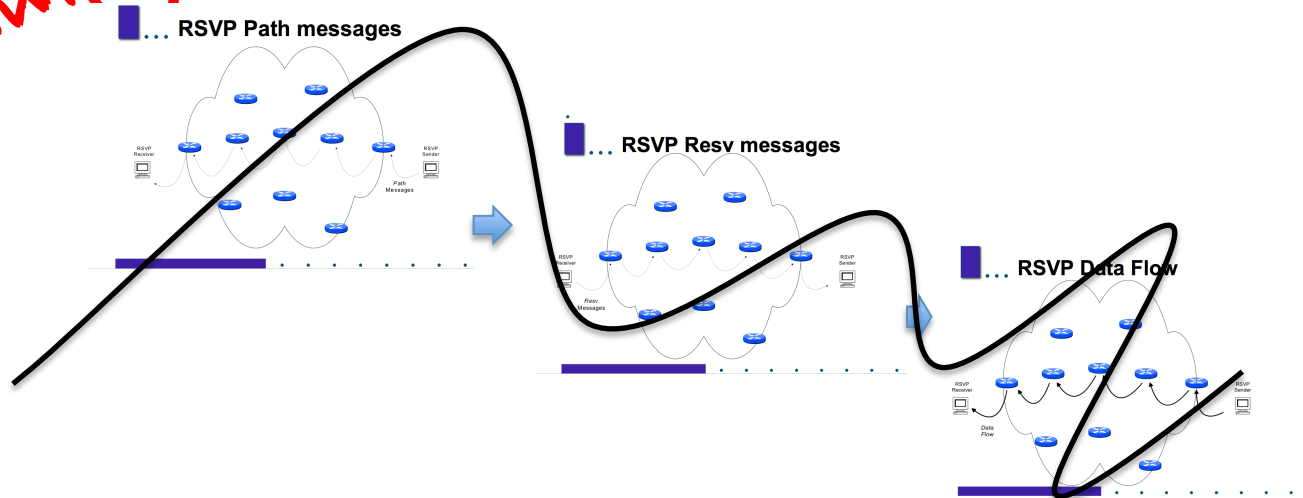 ... RSVP Path messages
RSVP
Receiver
RSVP
Sender
Path
Messages
... RSVP Resv messages
RSVP
Receiver
RSVP
Sender
Resv
Messages
... RSVP Data Flow
RSVP
Receiver
RSVP
Sender
Data
Flow